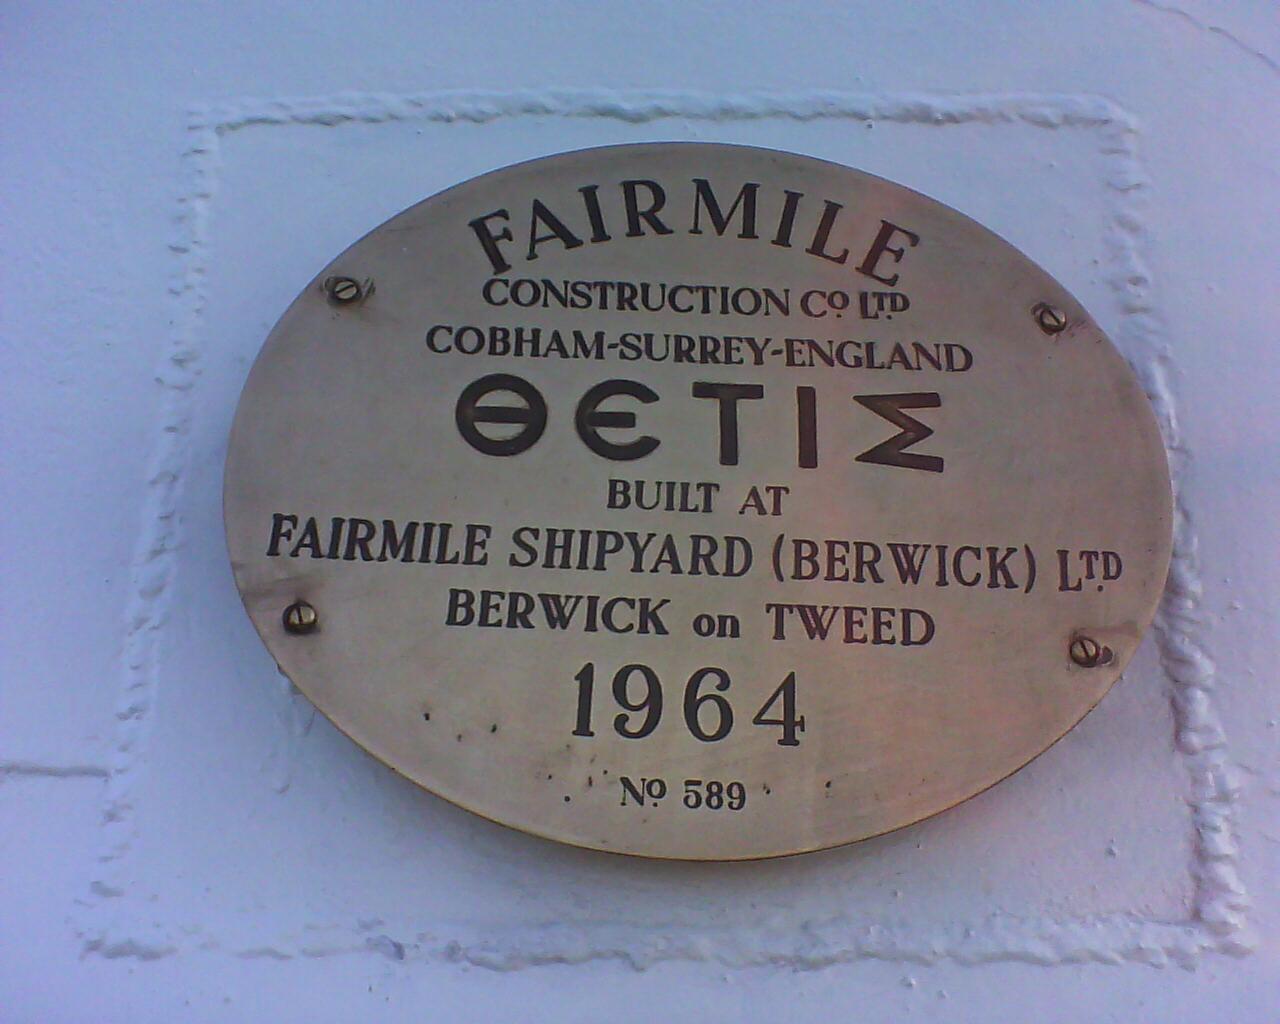 FAIRMILE
CONSTRUCTION Cº LTD
COBHAM-SURREY-ENGLAND
ΘΕΤΙΣ
BUILT AT
FAIRMILE SHIPYARD (BERWICK) LTD
BERWICK on TWEED
1964
Nº 589